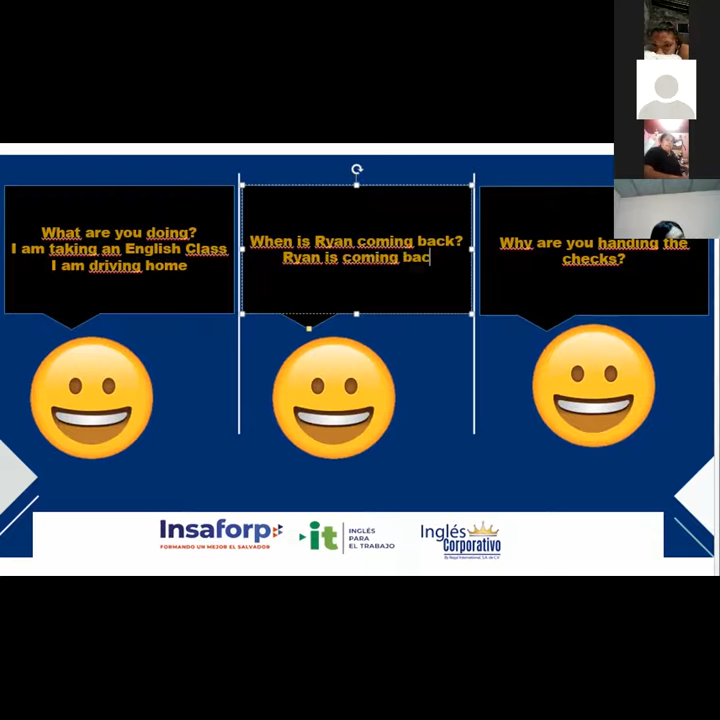 What are you doing?
I am taking an English Class
I am driving home
When is Ryan coming back?
Ryan is coming bac
Why are you handing the
checks?
Insaforp
FORMANDO UN MEJOR EL SALVADOR
it
INGLÉS
PARA
EL TRABAJO
Inglés
Corporativo